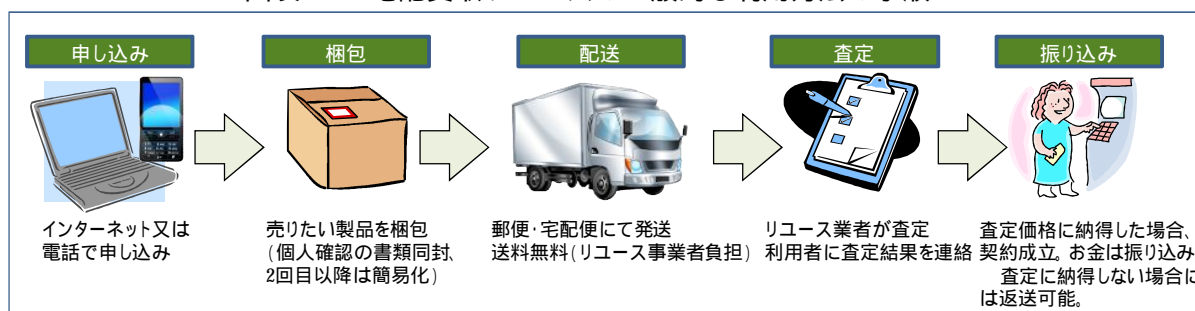 申し込み
梱包
配送
査定
振り込み
インターネット又は
電話で申し込み
売りたい製品を梱包
(個人確認の書類同封、
2回目以降は簡易化)
郵便・宅配便にて発送
送料無料(リユース事業者負担)
リユース業者が査定
利用者に査定結果を連絡
査定価格に納得した場合、
契約成立。お金は振り込み
査定に納得しない場合に
は返送可能。